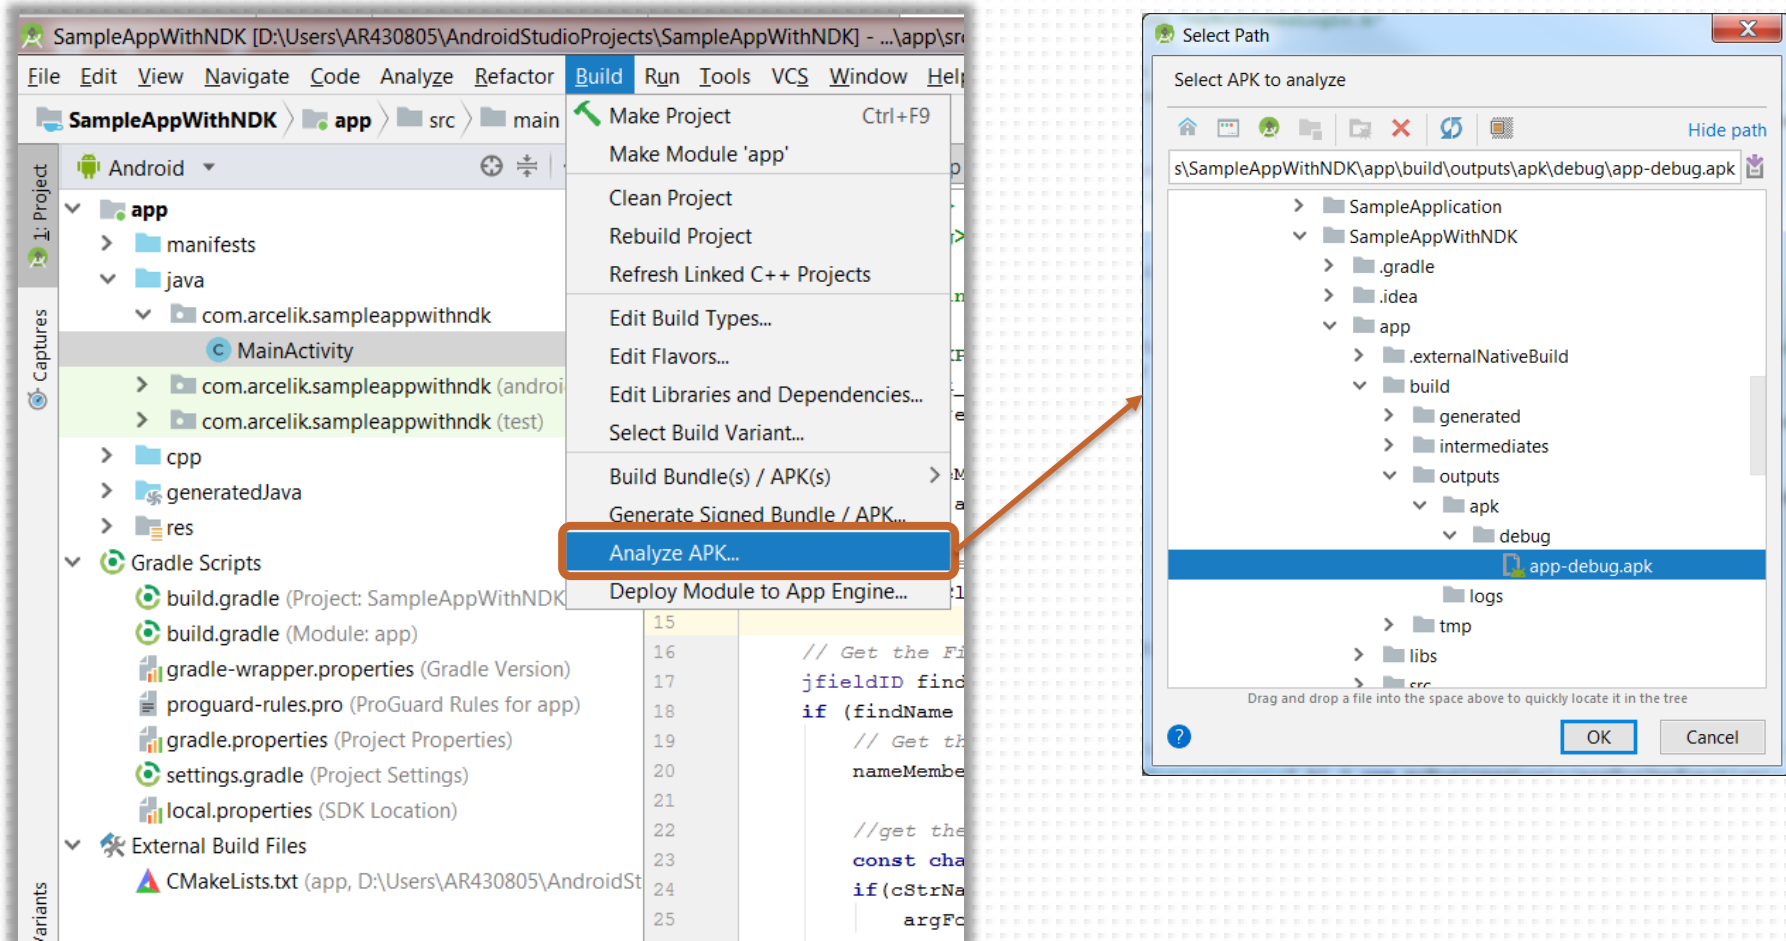 SampleAppWithNDK [D:\Users\AR430805\AndroidStudioProjects\SampleAppWithNDK] - ...\app\src
File Edit View Navigate Code Analyze Refactor Build Run Tools VCS Window Help
SampleAppWithNDK app src main
1: Project
Captures
Variants
Android
app
manifests
java
com.arcelik.sampleappwithndk
MainActivity
com.arcelik.sampleappwithndk (androi
com.arcelik.sampleappwithndk (test)
cpp
generatedJava
res
Gradle Scripts
build.gradle (Project: SampleAppWithNDK
build.gradle (Module: app)
gradle-wrapper.properties (Gradle Version)
proguard-rules.pro (ProGuard Rules for app)
gradle.properties (Project Properties)
settings.gradle (Project Settings)
local.properties (SDK Location)
External Build Files
CMakeLists.txt (app, D:\Users\AR430805\AndroidSt
Make Project Ctrl+F9
Make Module 'app'
Clean Project
Rebuild Project
Refresh Linked C++ Projects
Edit Build Types...
Edit Flavors...
Edit Libraries and Dependencies...
Select Build Variant...
Build Bundle(s) / APK(s)
Generate Signed Bundle / APK...
Analyze APK...
Deploy Module to App Engine...
15
16 // Get the Fi
17 jfieldID find
18 if (findName
19 // Get th
20 nameMembe
21
22 //get the
23 const cha
24 if(cStrNa
25 argFo
Select Path
X
Select APK to analyze
Hide path
s\SampleAppWithNDK\app\build\outputs\apk\debug\app-debug.apk
SampleApplication
SampleAppWithNDK
.gradle
.idea
app
.externalNativeBuild
build
generated
intermediates
outputs
apk
debug
app-debug.apk
logs
tmp
libs
src
Drag and drop a file into the space above to quickly locate it in the tree
?
OK Cancel